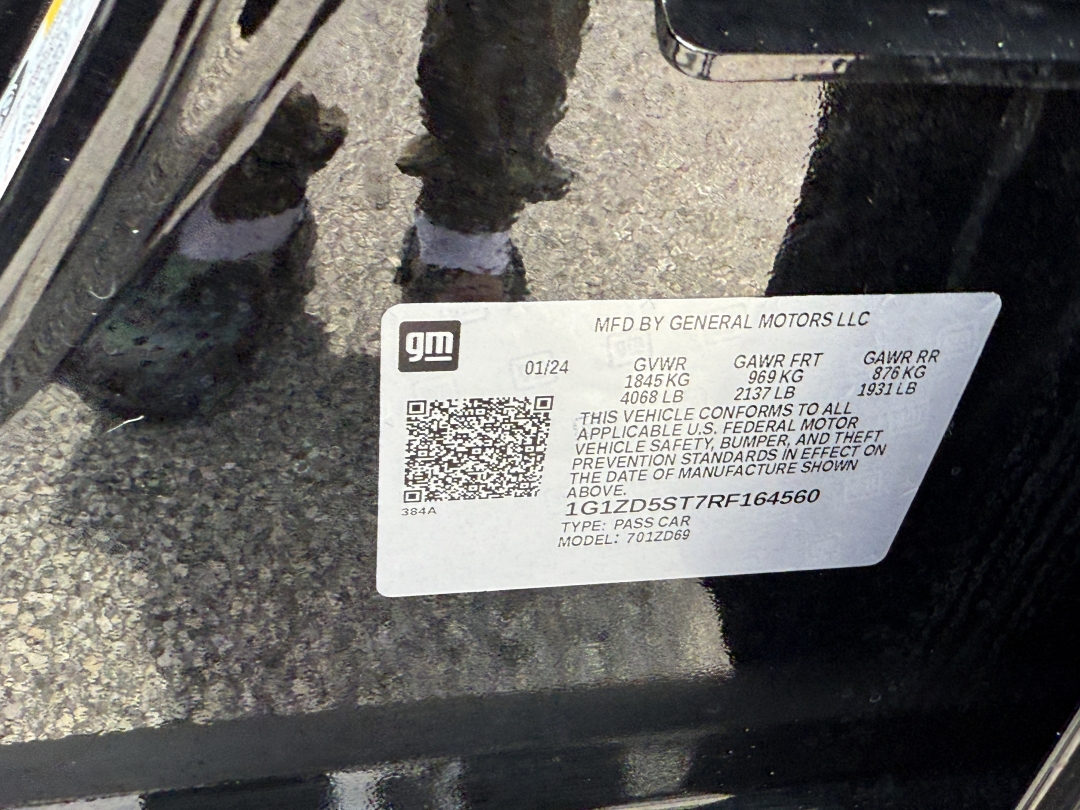 gm
MFD BY GENERAL MOTORS LLC
01/24
GVWR GAWR FRT GAWR RR
1845 KG 969 KG 876 KG
4068 LB 2137 LB 1931 LB
THIS VEHICLE CONFORMS TO ALL
APPLICABLE U.S. FEDERAL MOTOR
VEHICLE SAFETY, BUMPER, AND THEFT
PREVENTION STANDARDS IN EFFECT ON
THE DATE OF MANUFACTURE SHOWN
ABOVE.
384A
1G1ZD5ST7RF164560
TYPE: PASS CAR
MODEL: 701ZD69